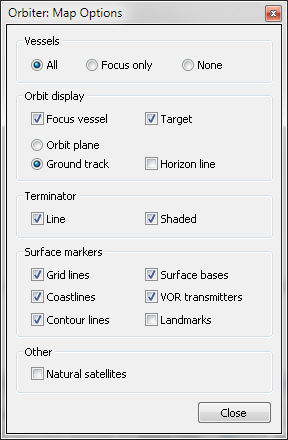 Orbiter: Map Options
Vessels
All Focus only None
Orbit display
Focus vessel Target
Orbit plane
Ground track Horizon line
Terminator
Line Shaded
Surface markers
Grid lines Surface bases
Coastlines VOR transmitters
Contour lines Landmarks
Other
Natural satellites
Close